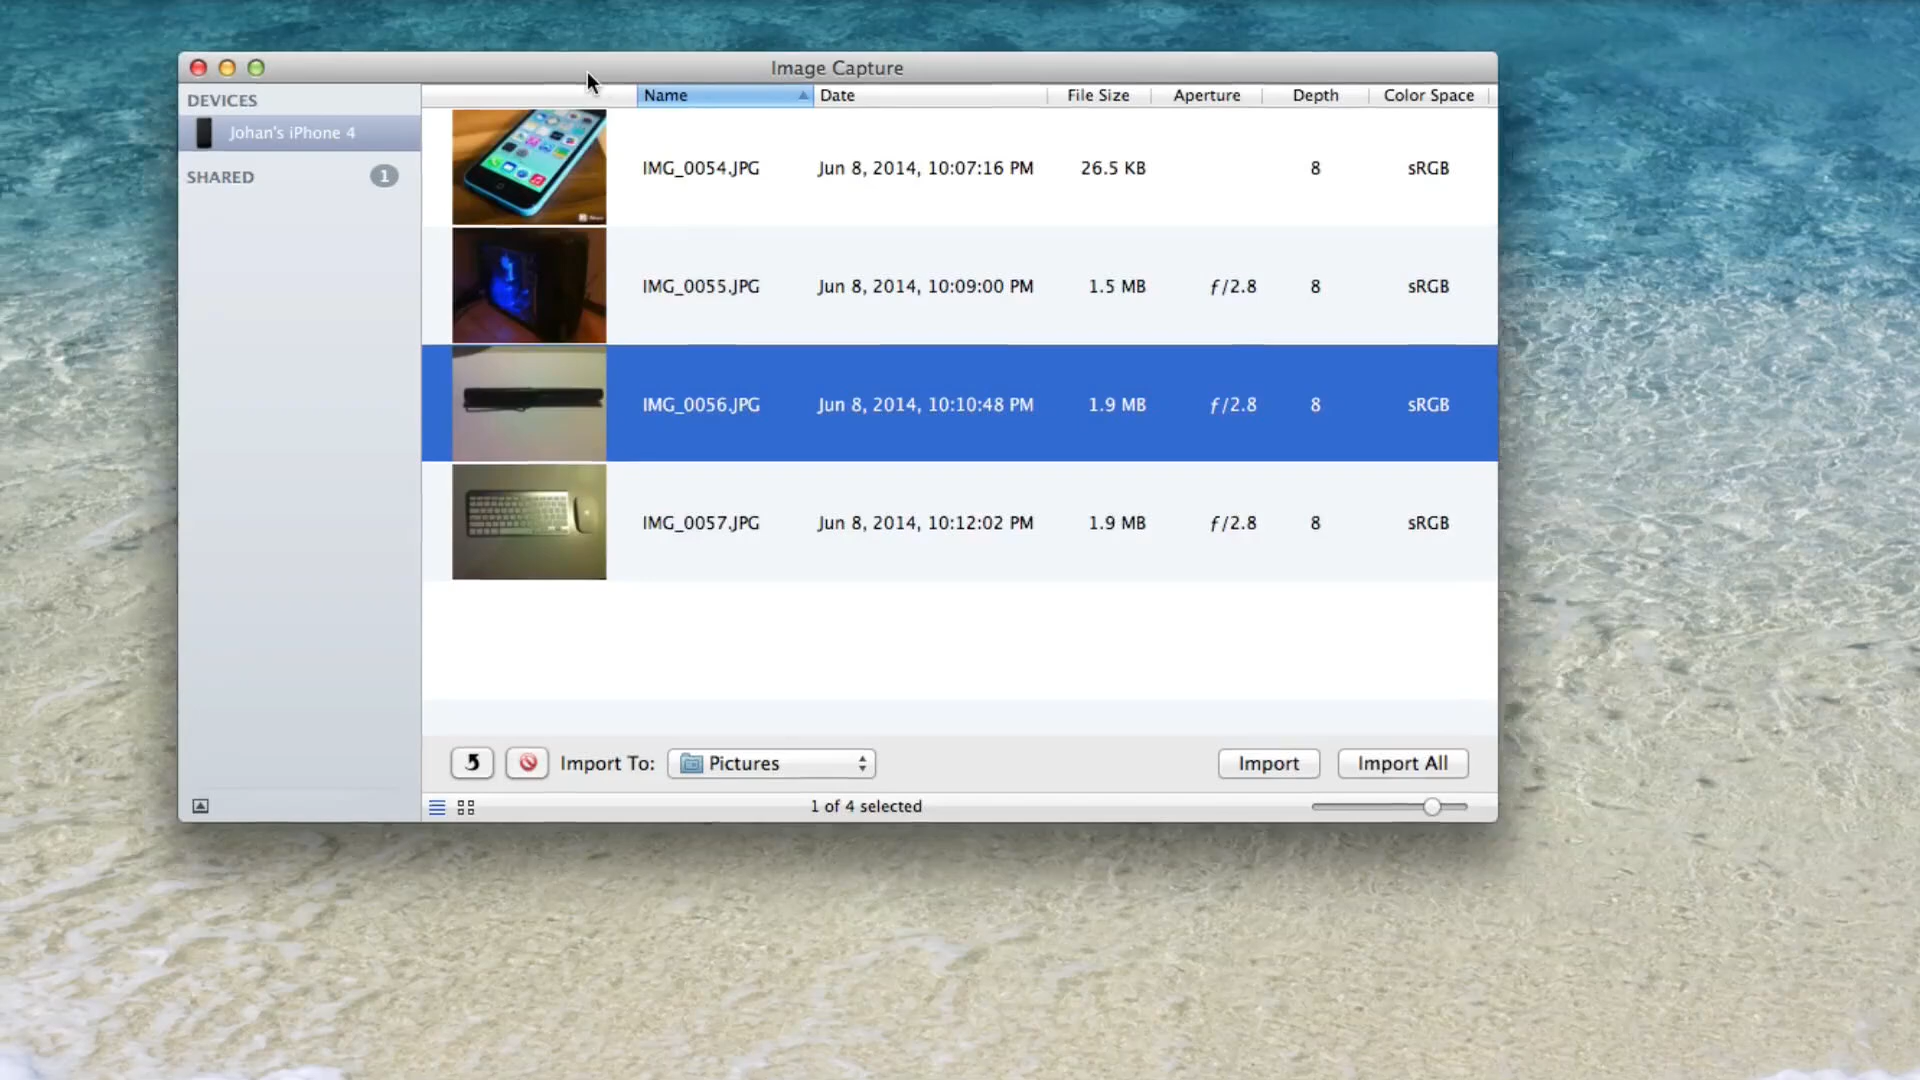 Image Capture
DEVICES
Johan's iPhone 4
SHARED 1
Name Date File Size Aperture Depth Color Space
IMG_0054.JPG Jun 8, 2014, 10:07:16 PM 26.5 KB 8 sRGB
IMG_0055.JPG Jun 8, 2014, 10:09:00 PM 1.5 MB ƒ/2.8 8 sRGB
IMG_0056.JPG Jun 8, 2014, 10:10:48 PM 1.9 MB ƒ/2.8 8 sRGB
IMG_0057.JPG Jun 8, 2014, 10:12:02 PM 1.9 MB ƒ/2.8 8 sRGB
Import To: Pictures Import Import All
1 of 4 selected